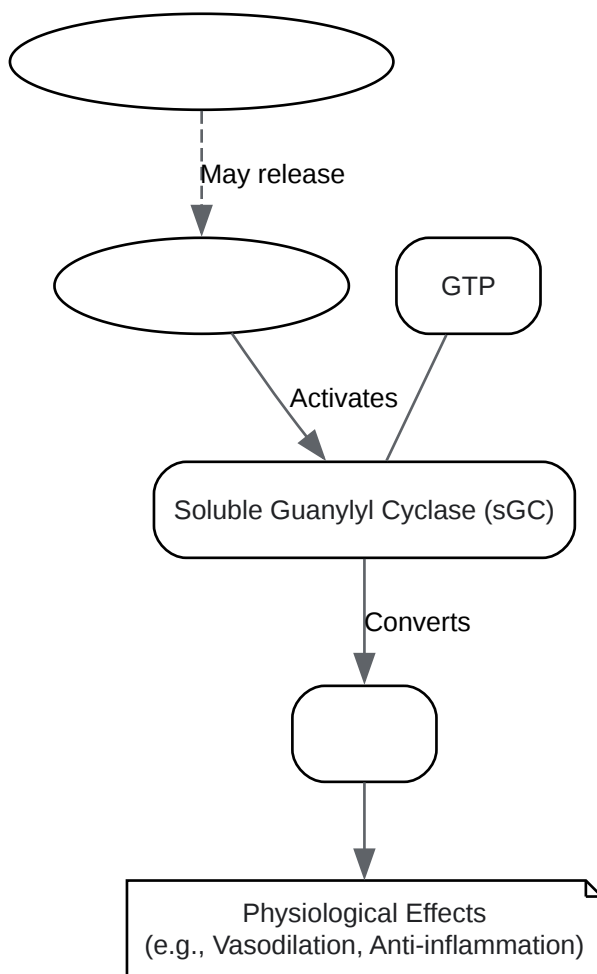 May release
GTP
Activates
Soluble Guanylyl Cyclase (sGC)
Converts
Physiological Effects
(e.g., Vasodilation, Anti-inflammation)